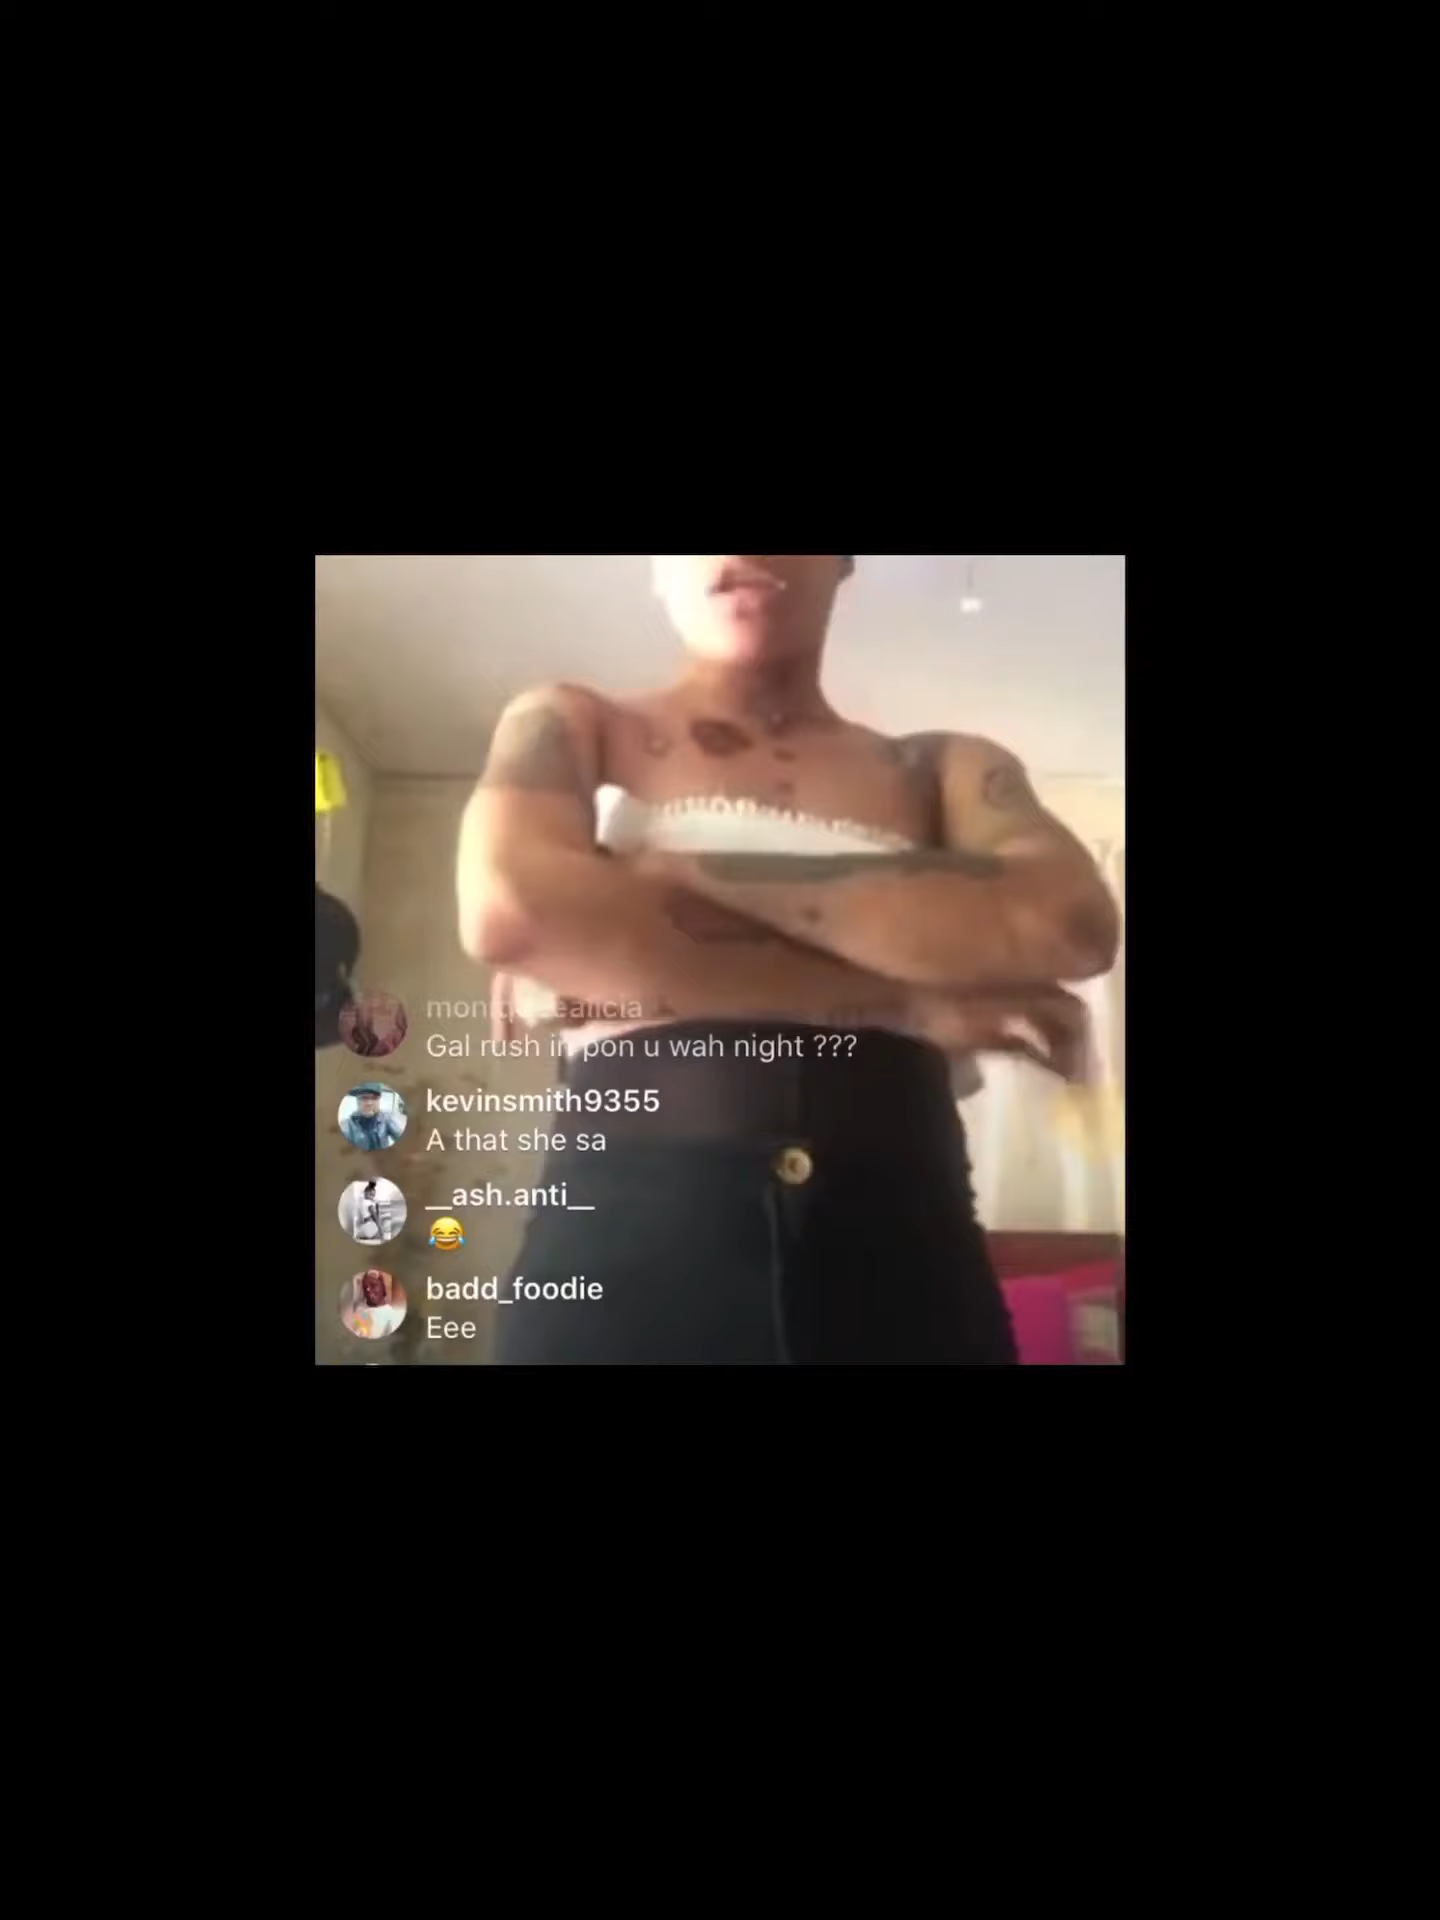 Gal rush in pon u wah night ???
kevinsmith9355
A that she sa
__ash.anti__
😂
badd_foodie
Eee